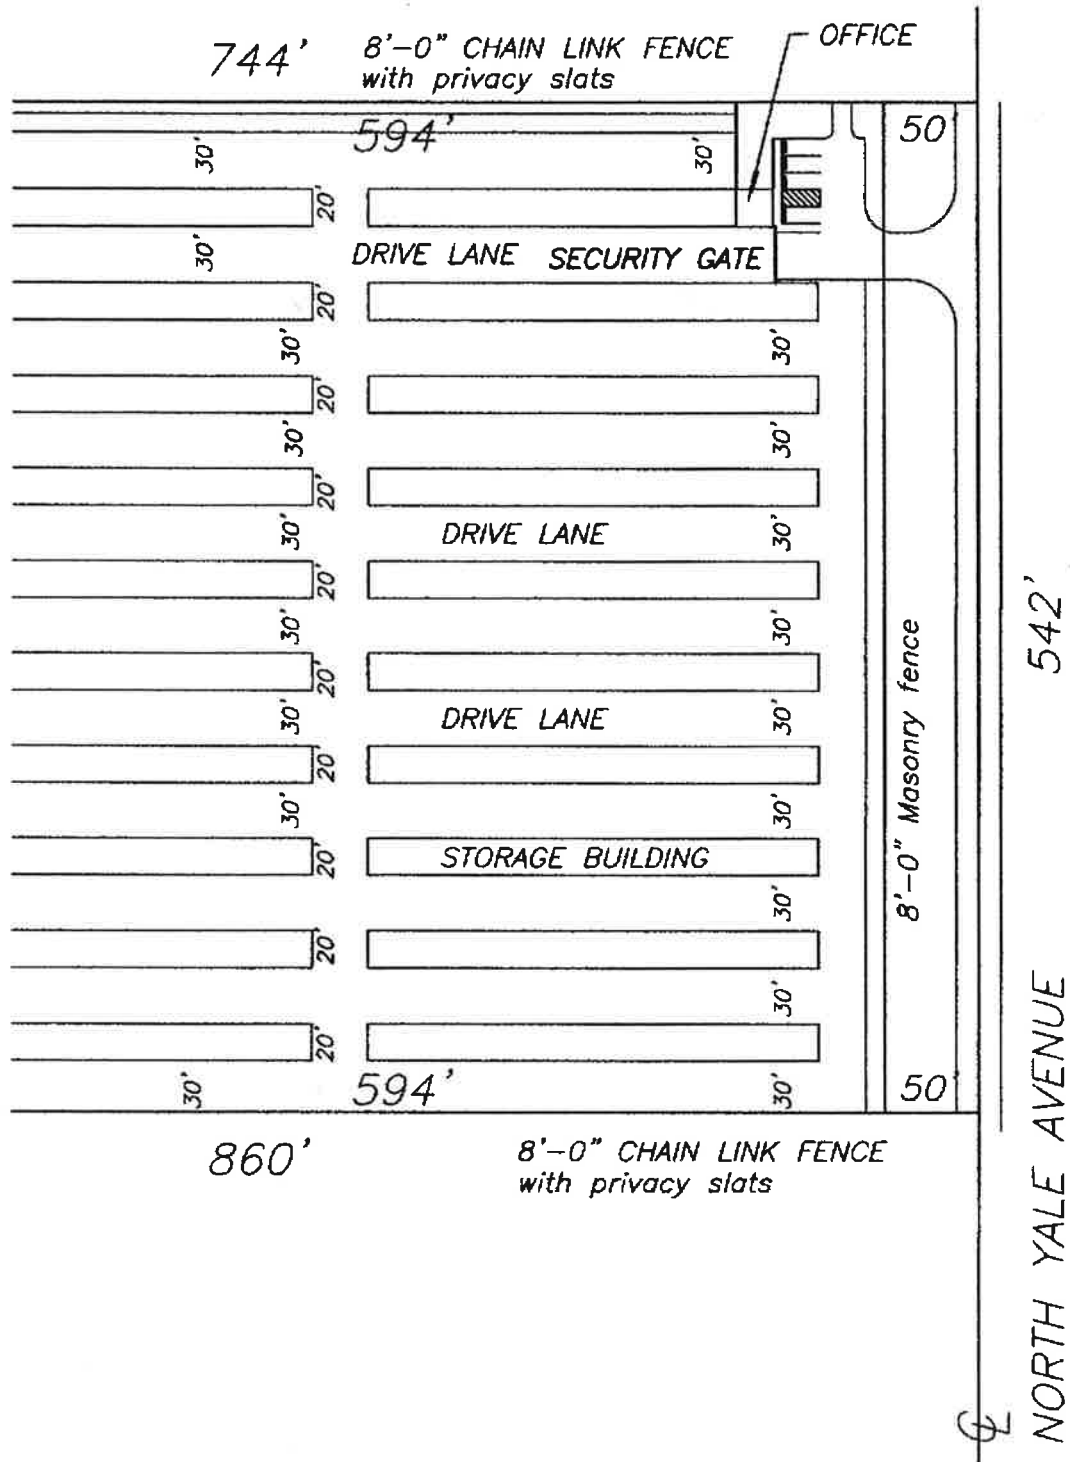 744' 8'-0" CHAIN LINK FENCE
with privacy slats
OFFICE
594'
50'
30' 30'
20'
30'
DRIVE LANE SECURITY GATE
20'
30' 30'
20'
30' 30'
20'
30' 30'
DRIVE LANE
20'
30' 30'
20'
30' 30'
DRIVE LANE
20'
30' 30'
20'
STORAGE BUILDING
30'
20'
30'
20'
30' 30'
594'
50'
860'
8'-0" CHAIN LINK FENCE
with privacy slats
8'-0" Masonry fence
542'
NORTH YALE AVENUE
℄